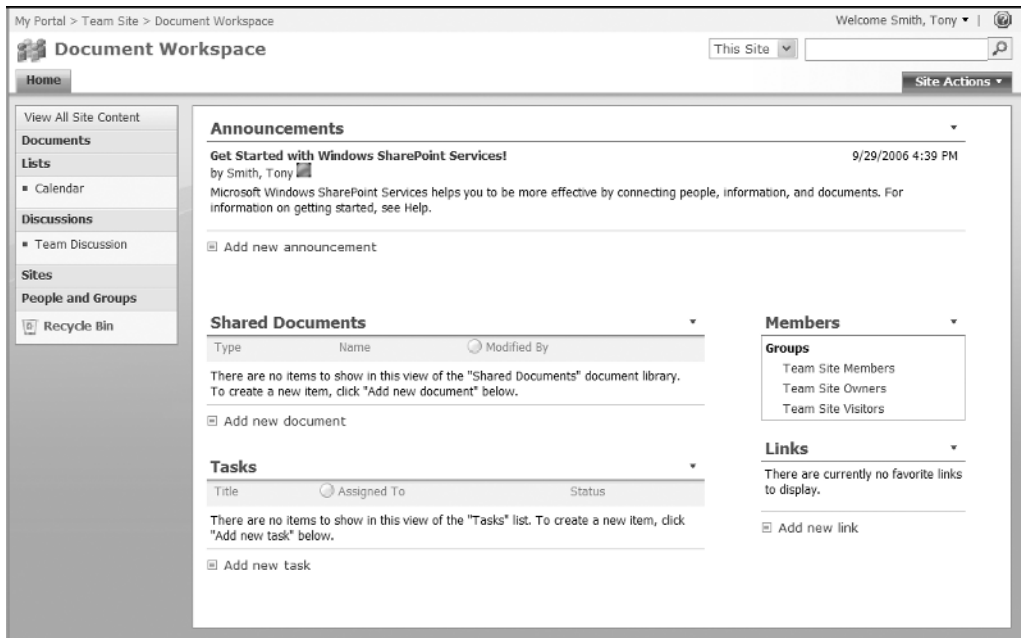 My Portal > Team Site > Document Workspace
Welcome Smith, Tony
Document Workspace
This Site
Home
Site Actions
View All Site Content
Documents
Lists
Calendar
Discussions
Team Discussion
Sites
People and Groups
Recycle Bin
Announcements
Get Started with Windows SharePoint Services!
9/29/2006 4:39 PM
by Smith, Tony
Microsoft Windows SharePoint Services helps you to be more effective by connecting people, information, and documents. For
information on getting started, see Help.
Add new announcement
Shared Documents
Type Name Modified By
There are no items to show in this view of the "Shared Documents" document library.
To create a new item, click "Add new document" below.
Add new document
Tasks
Title Assigned To Status
There are no items to show in this view of the "Tasks" list. To create a new item, click
"Add new task" below.
Add new task
Members
Groups
Team Site Members
Team Site Owners
Team Site Visitors
Links
There are currently no favorite links
to display.
Add new link